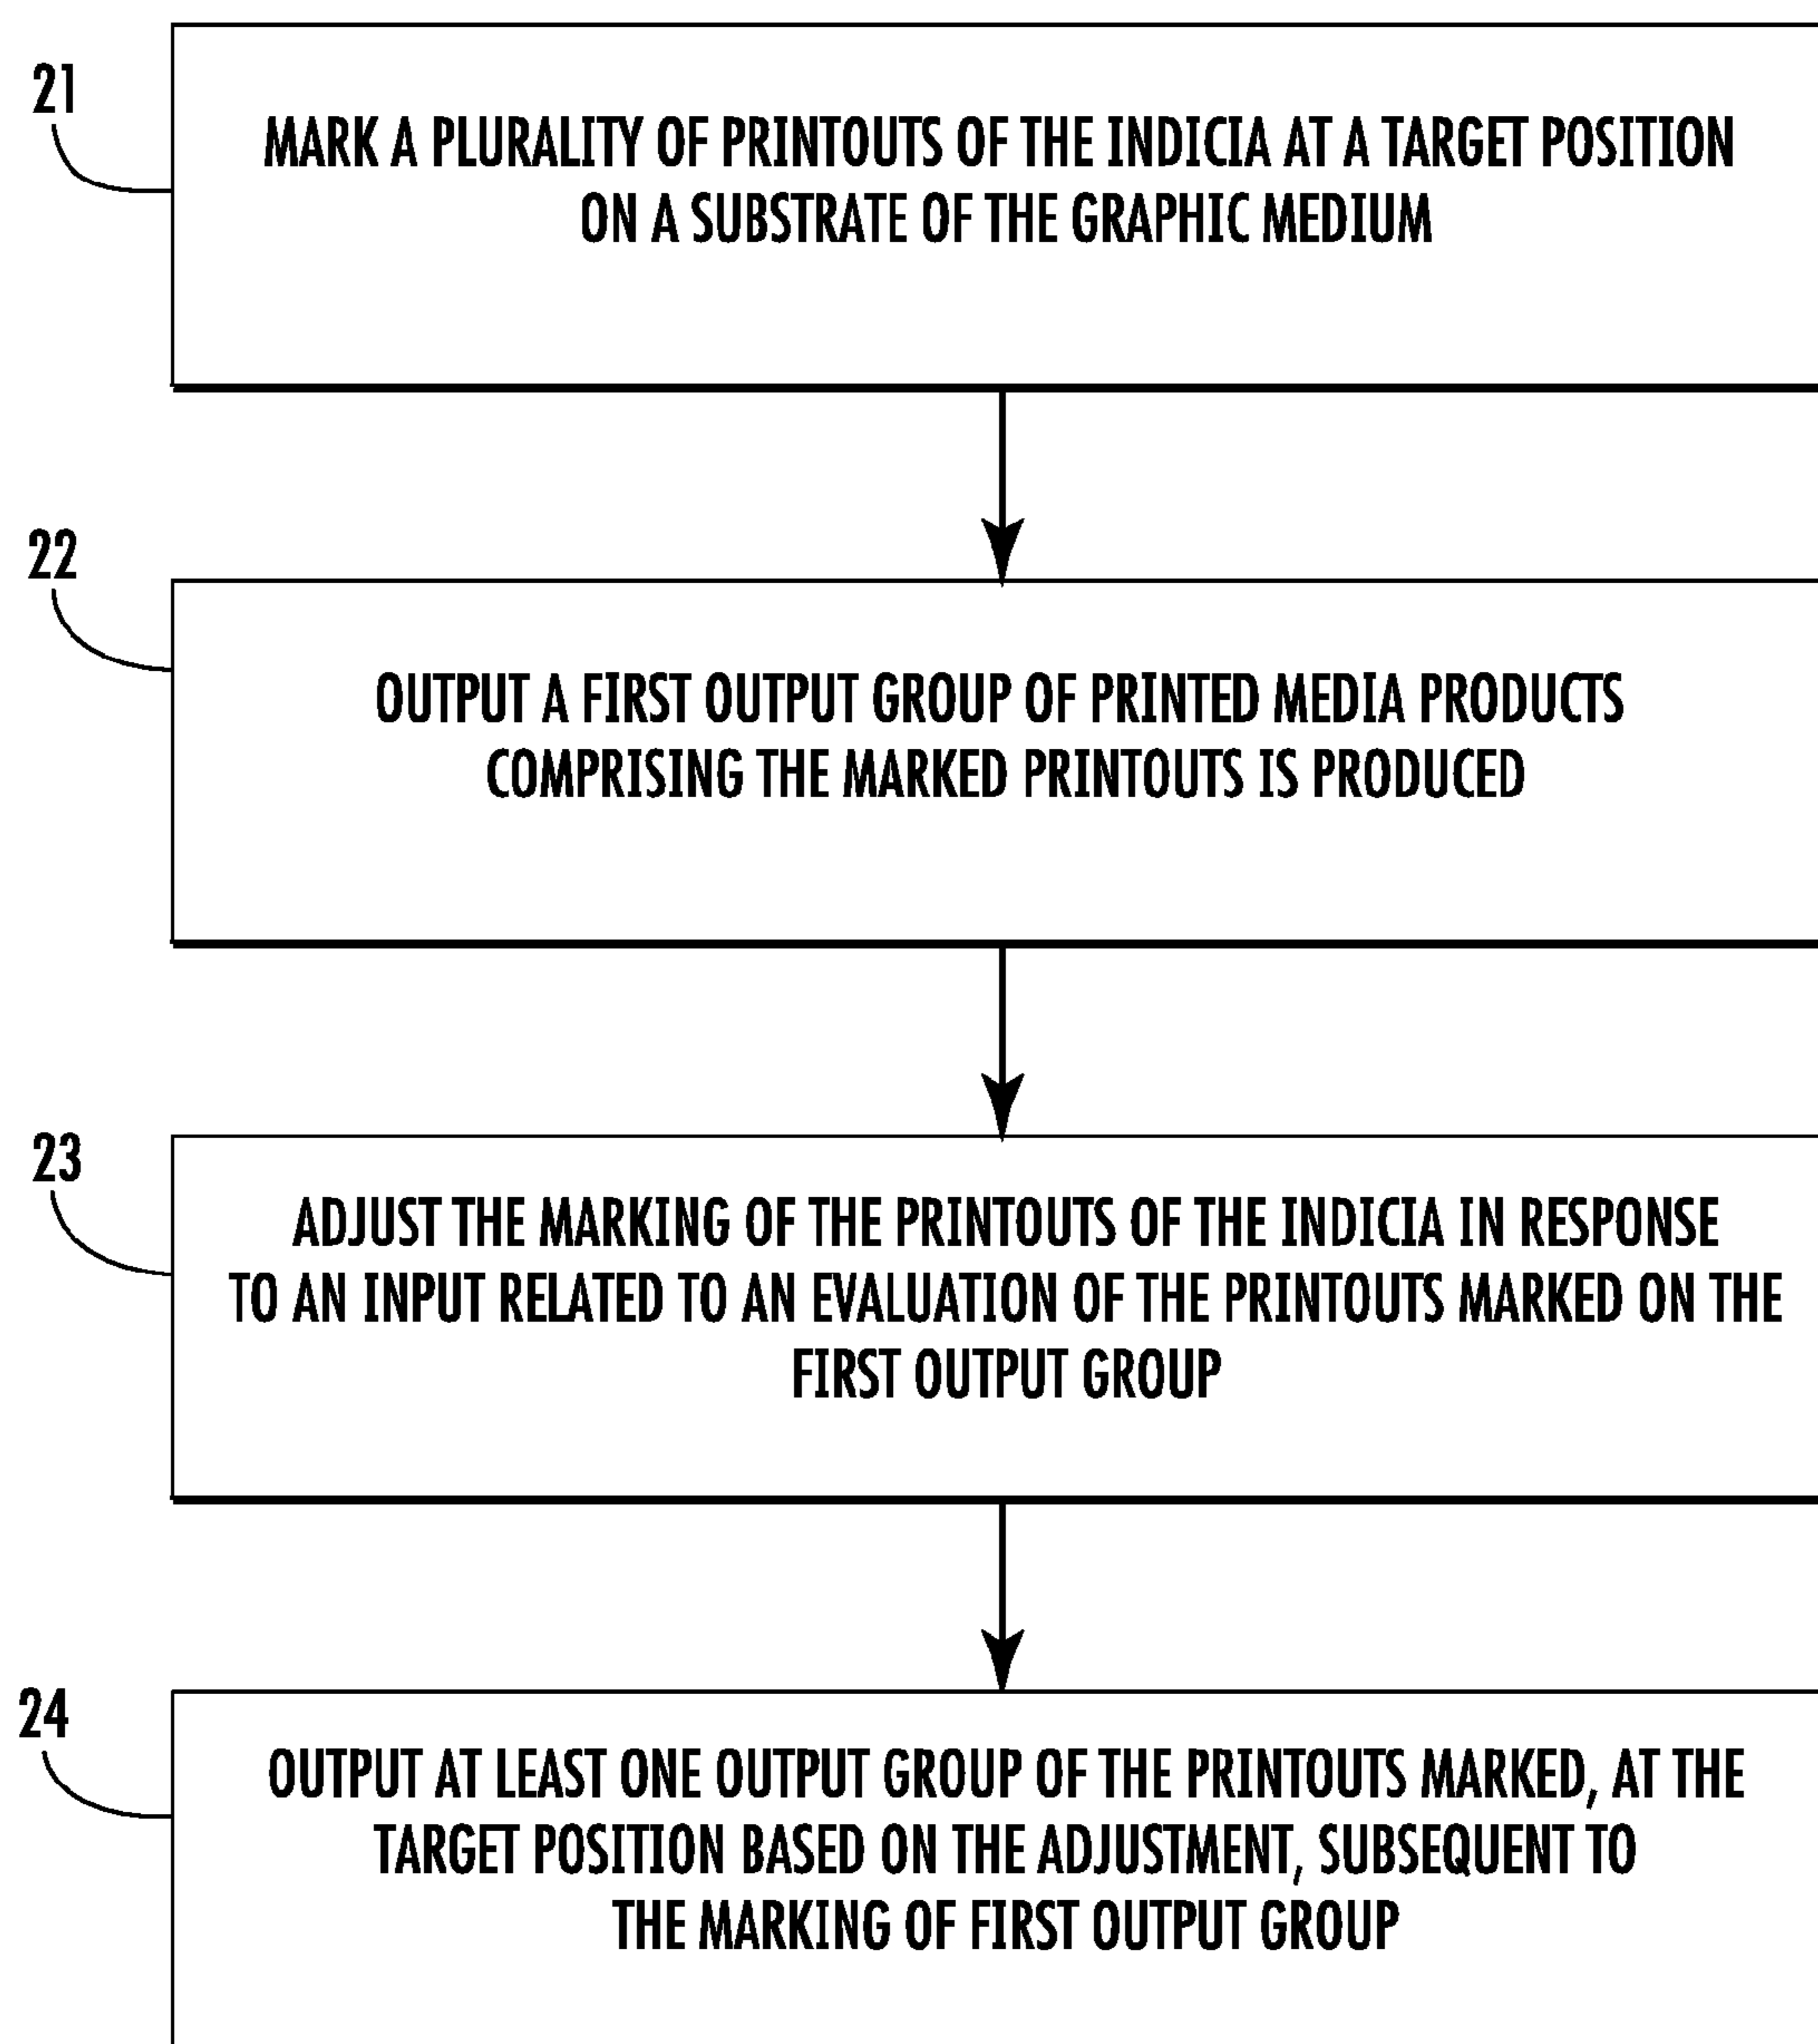 21
MARK A PLURALITY OF PRINTOUTS OF THE INDICIA AT A TARGET POSITION
ON A SUBSTRATE OF THE GRAPHIC MEDIUM
22
OUTPUT A FIRST OUTPUT GROUP OF PRINTED MEDIA PRODUCTS
COMPRISING THE MARKED PRINTOUTS IS PRODUCED
23
ADJUST THE MARKING OF THE PRINTOUTS OF THE INDICIA IN RESPONSE
TO AN INPUT RELATED TO AN EVALUATION OF THE PRINTOUTS MARKED ON THE
FIRST OUTPUT GROUP
24
OUTPUT AT LEAST ONE OUTPUT GROUP OF THE PRINTOUTS MARKED, AT THE
TARGET POSITION BASED ON THE ADJUSTMENT, SUBSEQUENT TO
THE MARKING OF FIRST OUTPUT GROUP